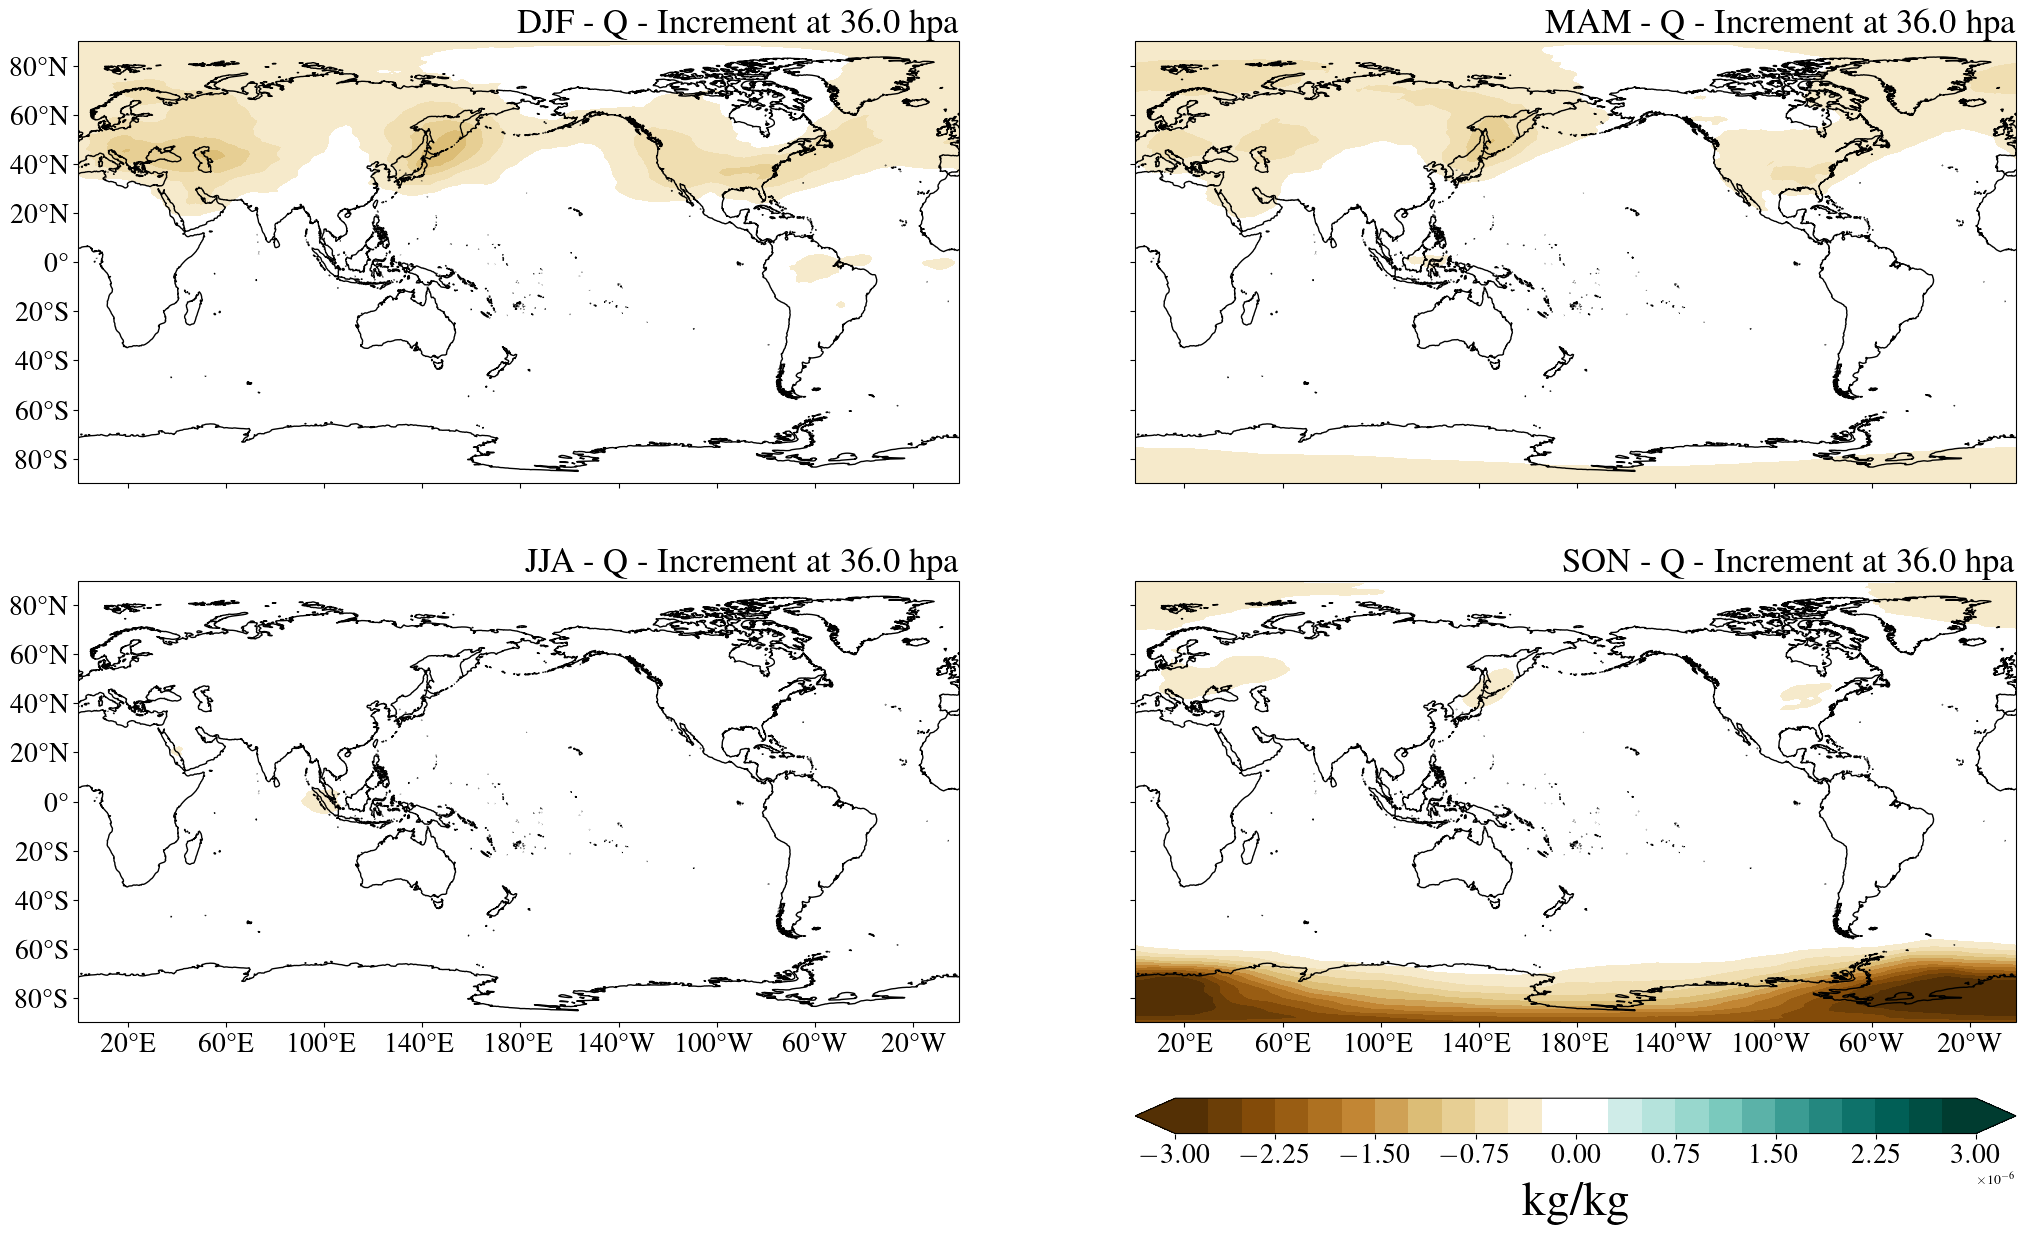 DJF - Q - Increment at 36.0 hpa
MAM - Q - Increment at 36.0 hpa
80°N
60°N
40°N
20°N
0°
20°S
40°S
60°S
80°S
JJA - Q - Increment at 36.0 hpa
SON - Q - Increment at 36.0 hpa
80°N
60°N
40°N
20°N
0°
20°S
40°S
60°S
80°S
20°E 60°E 100°E 140°E 180°E 140°W 100°W 60°W 20°W
20°E 60°E 100°E 140°E 180°E 140°W 100°W 60°W 20°W
−3.00 −2.25 −1.50 −0.75 0.00 0.75 1.50 2.25 3.00
×10⁻⁶
kg/kg